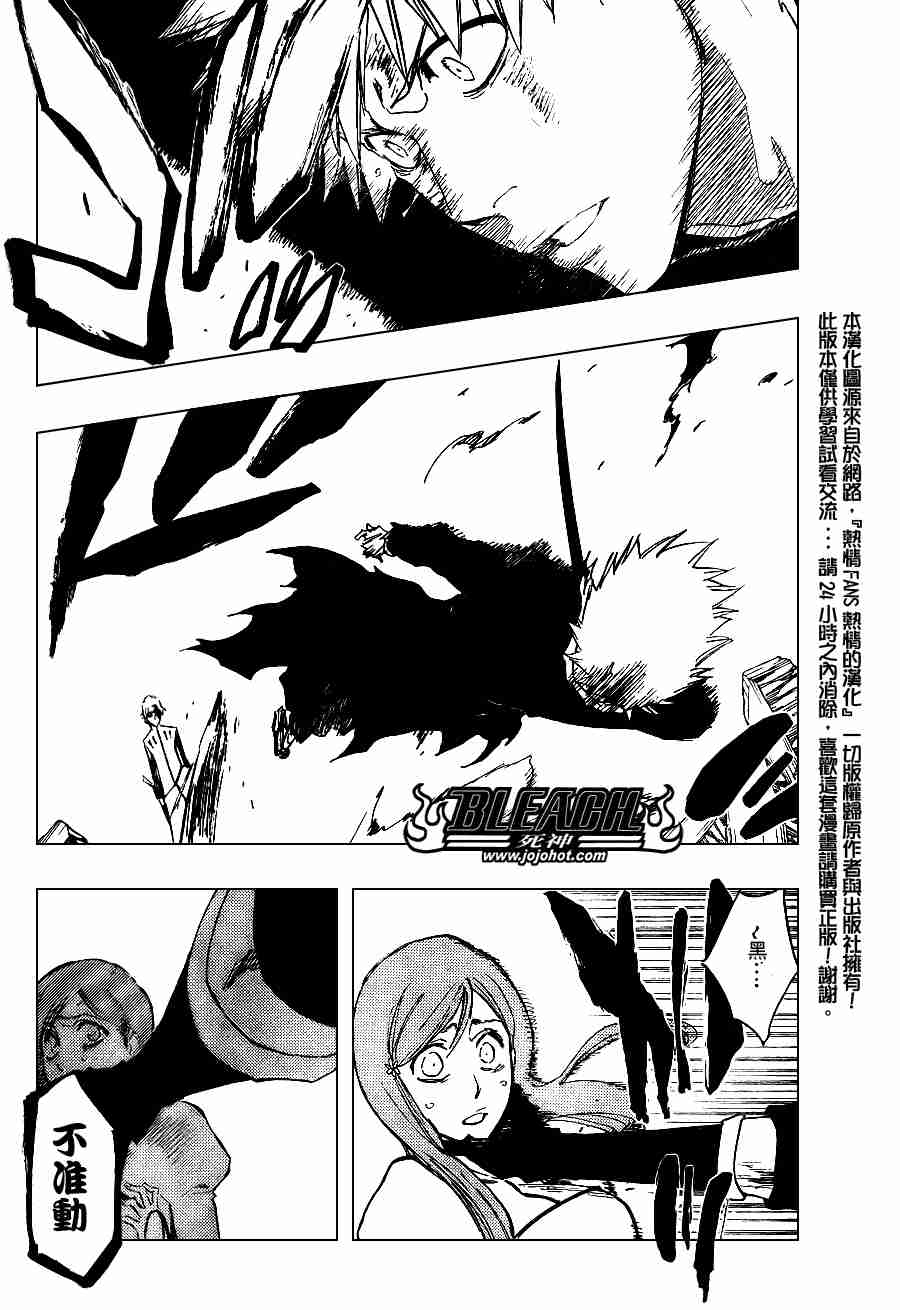 本漢化圖源來自於網路,『熱情FANS熱情的漢化』一切版權歸原作者與出版社擁有!
此版本僅供學習試看交流… 請24小時之內消除,喜歡這套漫畫請購買正版!謝謝。
BLEACH
死神
www.jojohot.com
~黑…
不准動